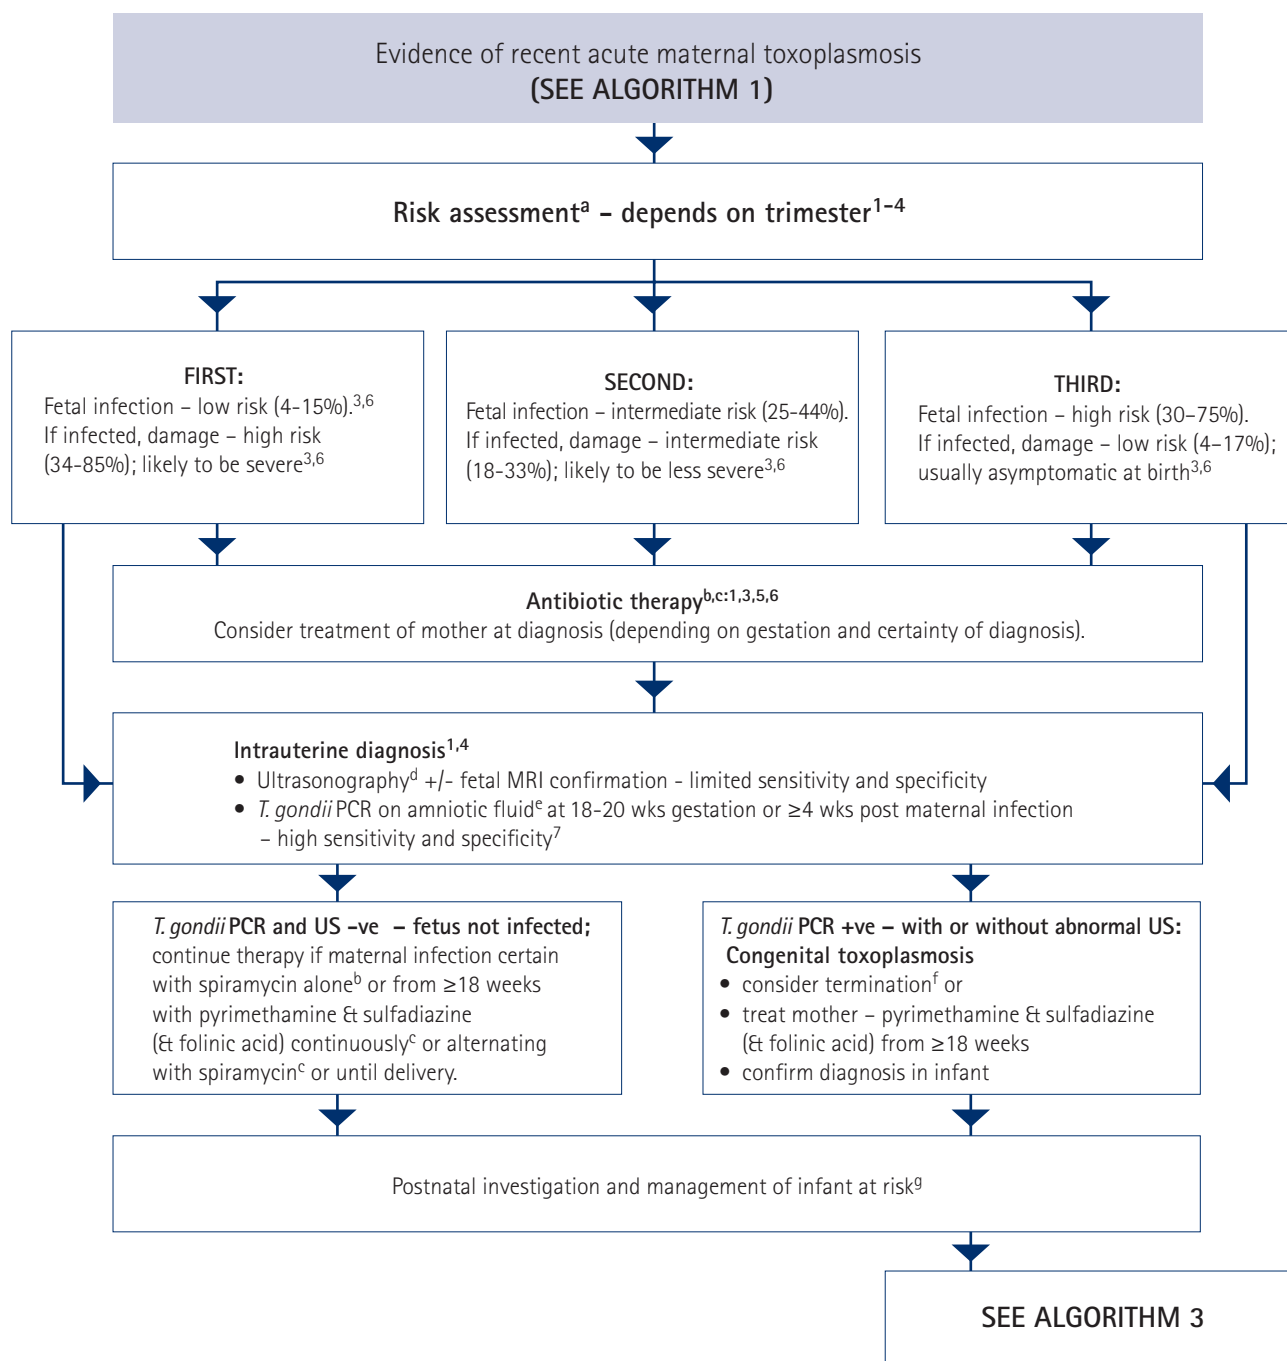 Evidence of recent acute maternal toxoplasmosis
(SEE ALGORITHM 1)
Risk assessmentᵃ – depends on trimester¹⁻⁴
FIRST:
Fetal infection – low risk (4-15%).³,⁶
If infected, damage – high risk
(34-85%); likely to be severe³,⁶
SECOND:
Fetal infection – intermediate risk (25-44%).
If infected, damage – intermediate risk
(18-33%); likely to be less severe³,⁶
THIRD:
Fetal infection – high risk (30–75%).
If infected, damage – low risk (4–17%);
usually asymptomatic at birth³,⁶
Antibiotic therapyᵇ,ᶜ:¹,³,⁵,⁶
Consider treatment of mother at diagnosis (depending on gestation and certainty of diagnosis).
Intrauterine diagnosis¹,⁴
• Ultrasonographyᵈ +/- fetal MRI confirmation - limited sensitivity and specificity
• T. gondii PCR on amniotic fluidᵉ at 18-20 wks gestation or ≥4 wks post maternal infection
– high sensitivity and specificity⁷
T. gondii PCR and US -ve – fetus not infected;
continue therapy if maternal infection certain
with spiramycin aloneᵇ or from ≥18 weeks
with pyrimethamine & sulfadiazine
(& folinic acid) continuouslyᶜ or alternating
with spiramycinᶜ or until delivery.
T. gondii PCR +ve – with or without abnormal US:
Congenital toxoplasmosis
• consider terminationᶠ or
• treat mother – pyrimethamine & sulfadiazine
(& folinic acid) from ≥18 weeks
• confirm diagnosis in infant
Postnatal investigation and management of infant at riskᵍ
SEE ALGORITHM 3